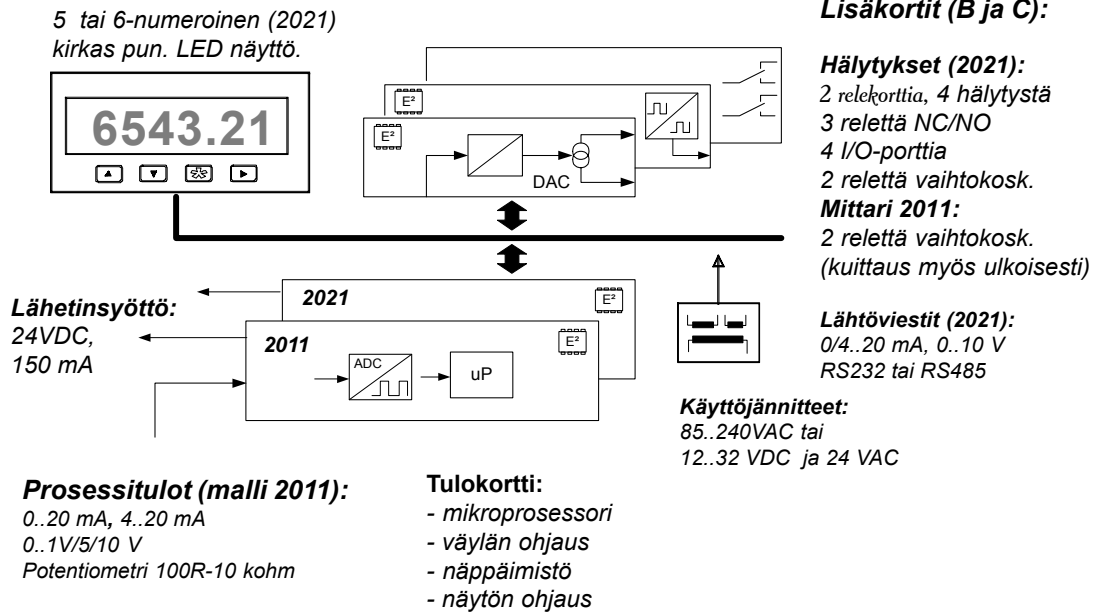 5 tai 6-numeroinen (2021)
kirkas pun. LED näyttö.
6543.21
E²
E²
DAC
Lisäkortit (B ja C):
Hälytykset (2021):
2 relekorttia, 4 hälytystä
3 relettä NC/NO
4 I/O-porttia
2 relettä vaihtokosk.
Mittari 2011:
2 relettä vaihtokosk.
(kuittaus myös ulkoisesti)
Lähtöviestit (2021):
0/4..20 mA, 0..10 V
RS232 tai RS485
Lähetinsyöttö:
24VDC,
150 mA
2021
E²
2011
E²
ADC
uP
Käyttöjännitteet:
85..240VAC tai
12..32 VDC ja 24 VAC
Prosessitulot (malli 2011):
0..20 mA, 4..20 mA
0..1V/5/10 V
Potentiometri 100R-10 kohm
Tulokortti:
- mikroprosessori
- väylän ohjaus
- näppäimistö
- näytön ohjaus